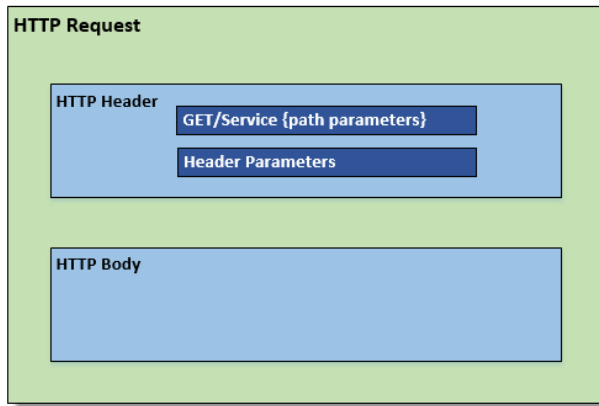 HTTP Request
HTTP Header
GET/Service {path parameters}
Header Parameters
HTTP Body